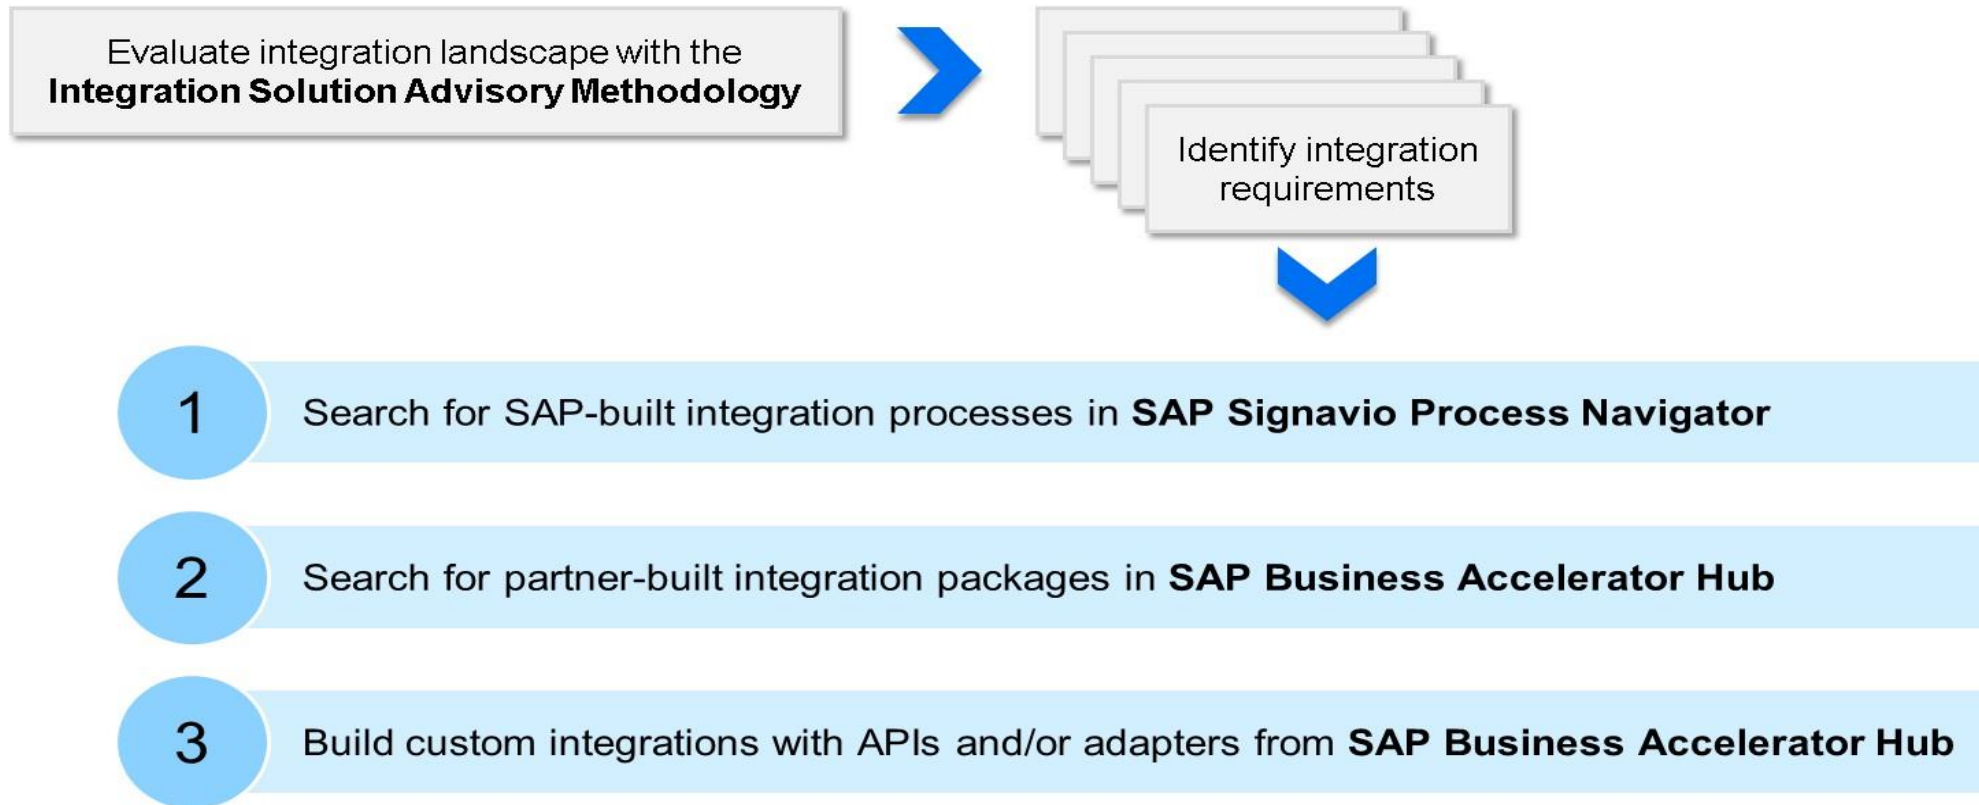 Evaluate integration landscape with the
Integration Solution Advisory Methodology
Identify integration
requirements
1
Search for SAP-built integration processes in SAP Signavio Process Navigator
2
Search for partner-built integration packages in SAP Business Accelerator Hub
3
Build custom integrations with APIs and/or adapters from SAP Business Accelerator Hub